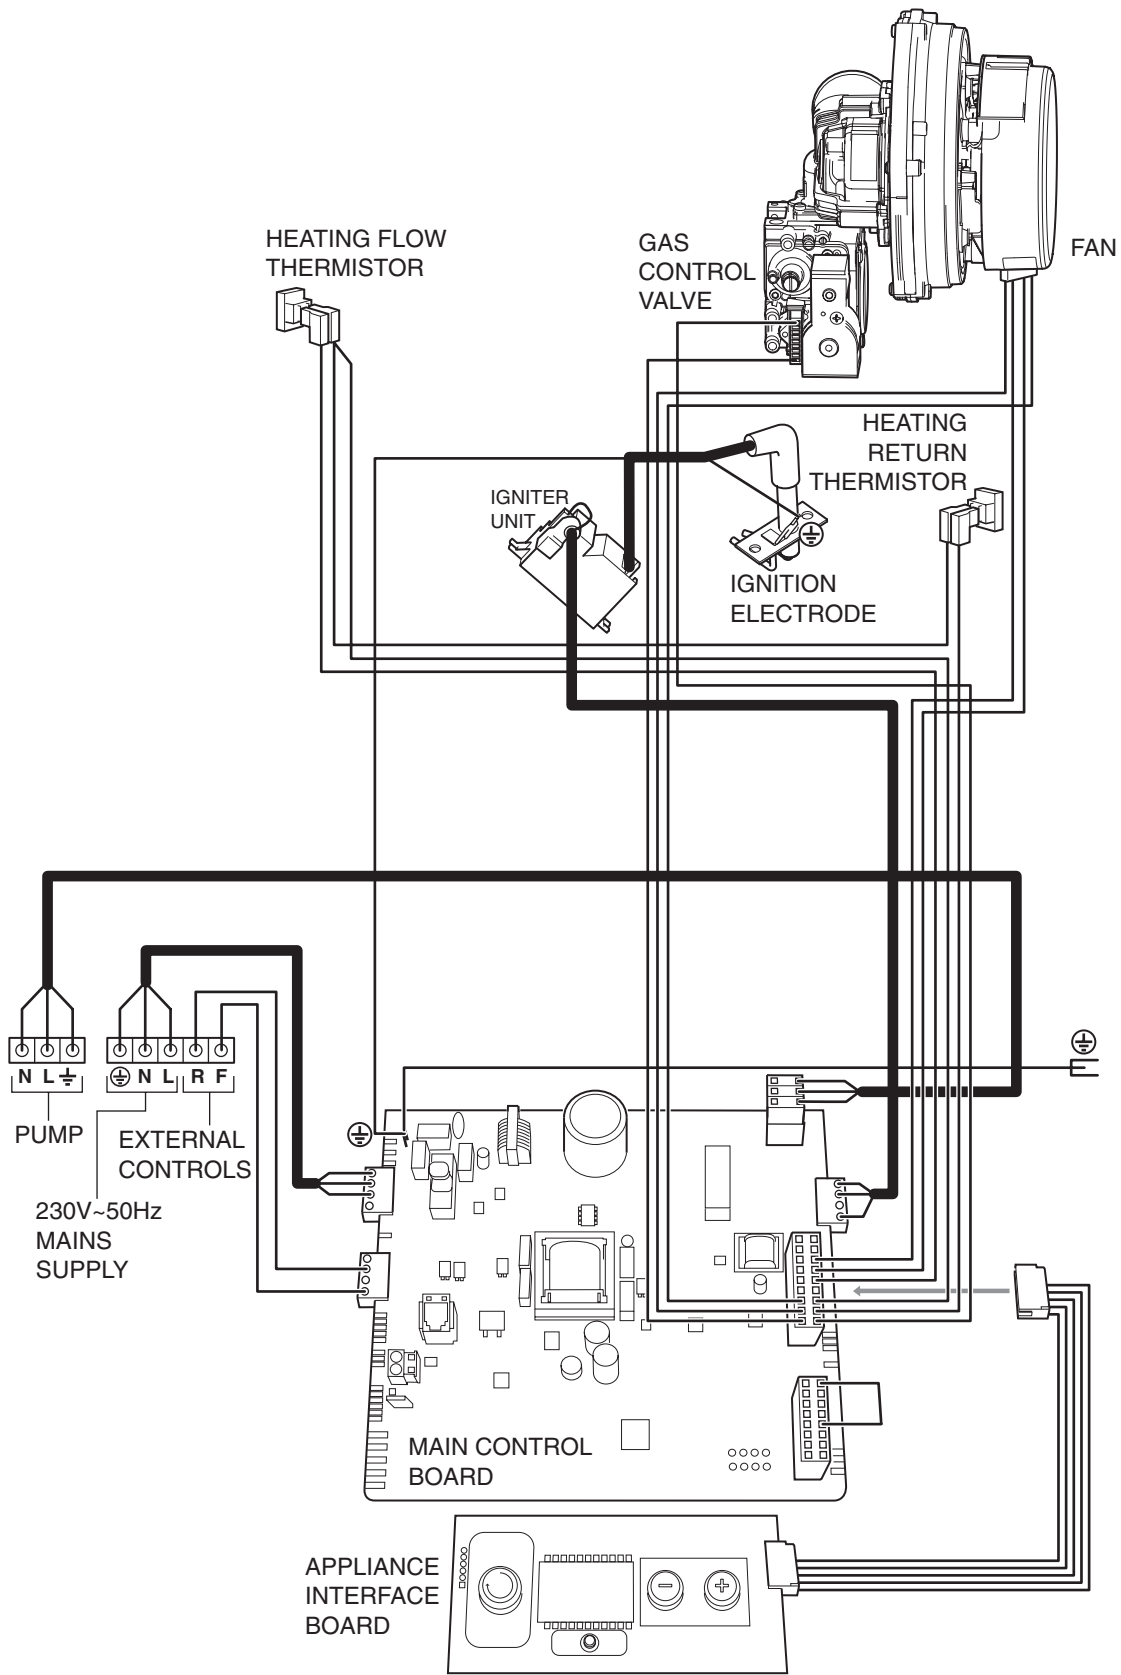 HEATING FLOW
THERMISTOR
GAS
CONTROL
VALVE
FAN
HEATING
RETURN
THERMISTOR
IGNITER
UNIT
IGNITION
ELECTRODE
N L
N L R F
PUMP
EXTERNAL
CONTROLS
230V~50Hz
MAINS
SUPPLY
MAIN CONTROL
BOARD
APPLIANCE
INTERFACE
BOARD
− +